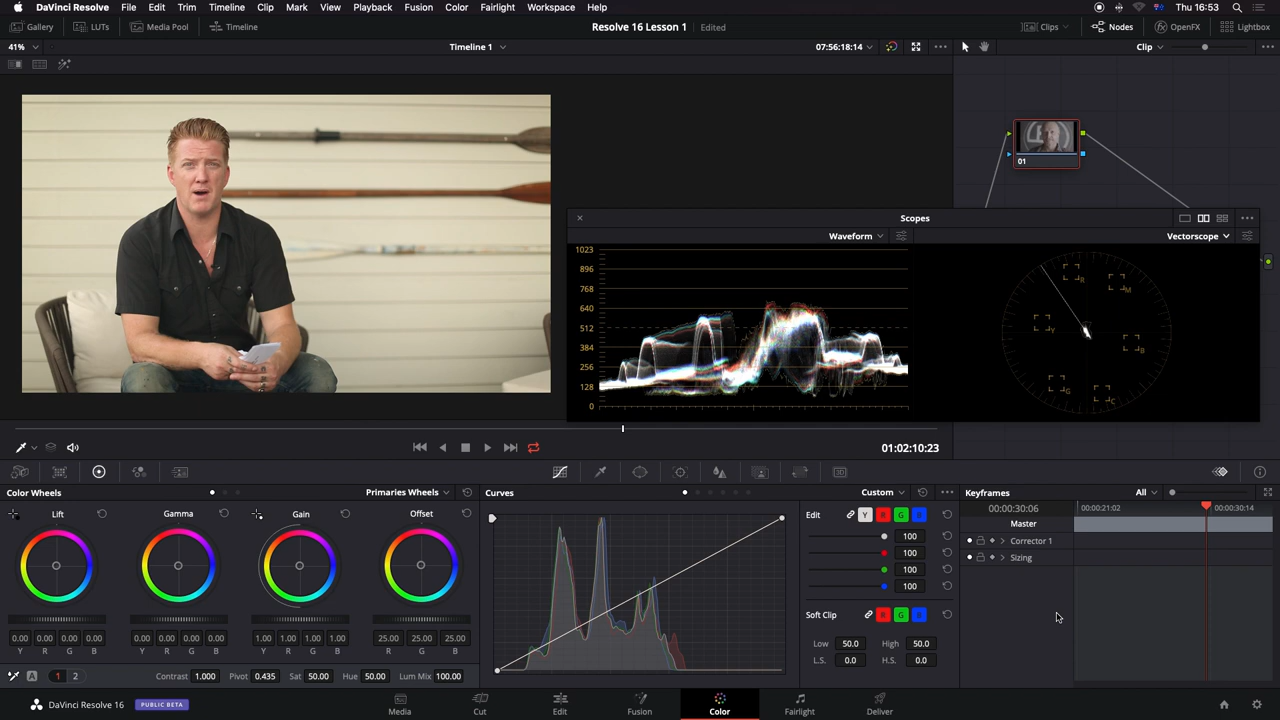 DaVinci Resolve File Edit Trim Timeline Clip Mark View Playback Fusion Color Fairlight Workspace Help Thu 16:53
Gallery LUTs Media Pool Timeline Resolve 16 Lesson 1 Edited Clips Nodes OpenFX Lightbox
41% Timeline 1 07:56:18:14 Clip
01
Scopes
Waveform Vectorscope
1023
896
768
640
512
384
256
128
0
R
M
Y
B
G
C
01:02:10:23
Color Wheels Primaries Wheels Curves Custom Keyframes All
Lift Gamma Gain Offset Edit Y R G B 00:00:30:06 00:00:21:02 00:00:30:14
Master
100 Corrector 1
100 Sizing
100
100
Soft Clip R G B
0.00 0.00 0.00 0.00 0.00 0.00 0.00 0.00 1.00 1.00 1.00 1.00 25.00 25.00 25.00 Low 50.0 High 50.0
Y R G B Y R G B Y R G B R G B L.S. 0.0 H.S. 0.0
A 1 2 Contrast 1.000 Pivot 0.435 Sat 50.00 Hue 50.00 Lum Mix 100.00
DaVinci Resolve 16 PUBLIC BETA Media Cut Edit Fusion Color Fairlight Deliver